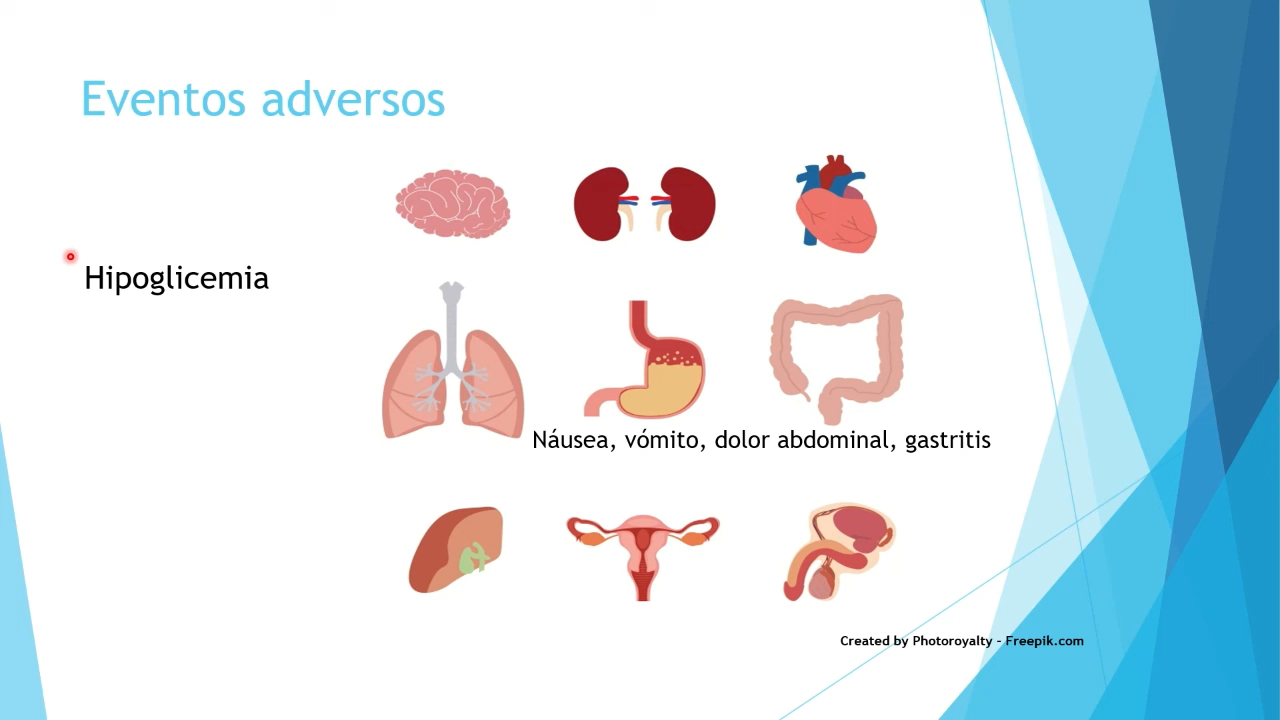 Eventos adversos
Hipoglicemia
Náusea, vómito, dolor abdominal, gastritis
Created by Photoroyalty - Freepik.com